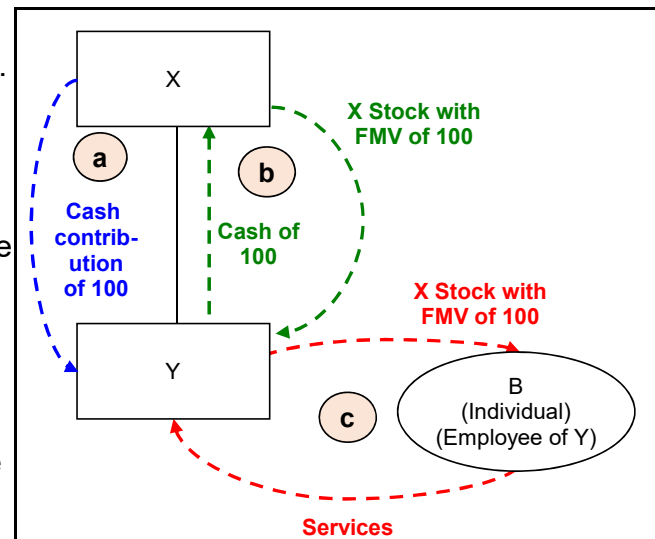 .
X
X Stock with
FMV of 100
a
b
Cash
contrib-
ution
of 100
Cash of
100
e
X Stock with
FMV of 100
Y
B
(Individual)
(Employee of Y)
c
e
Services